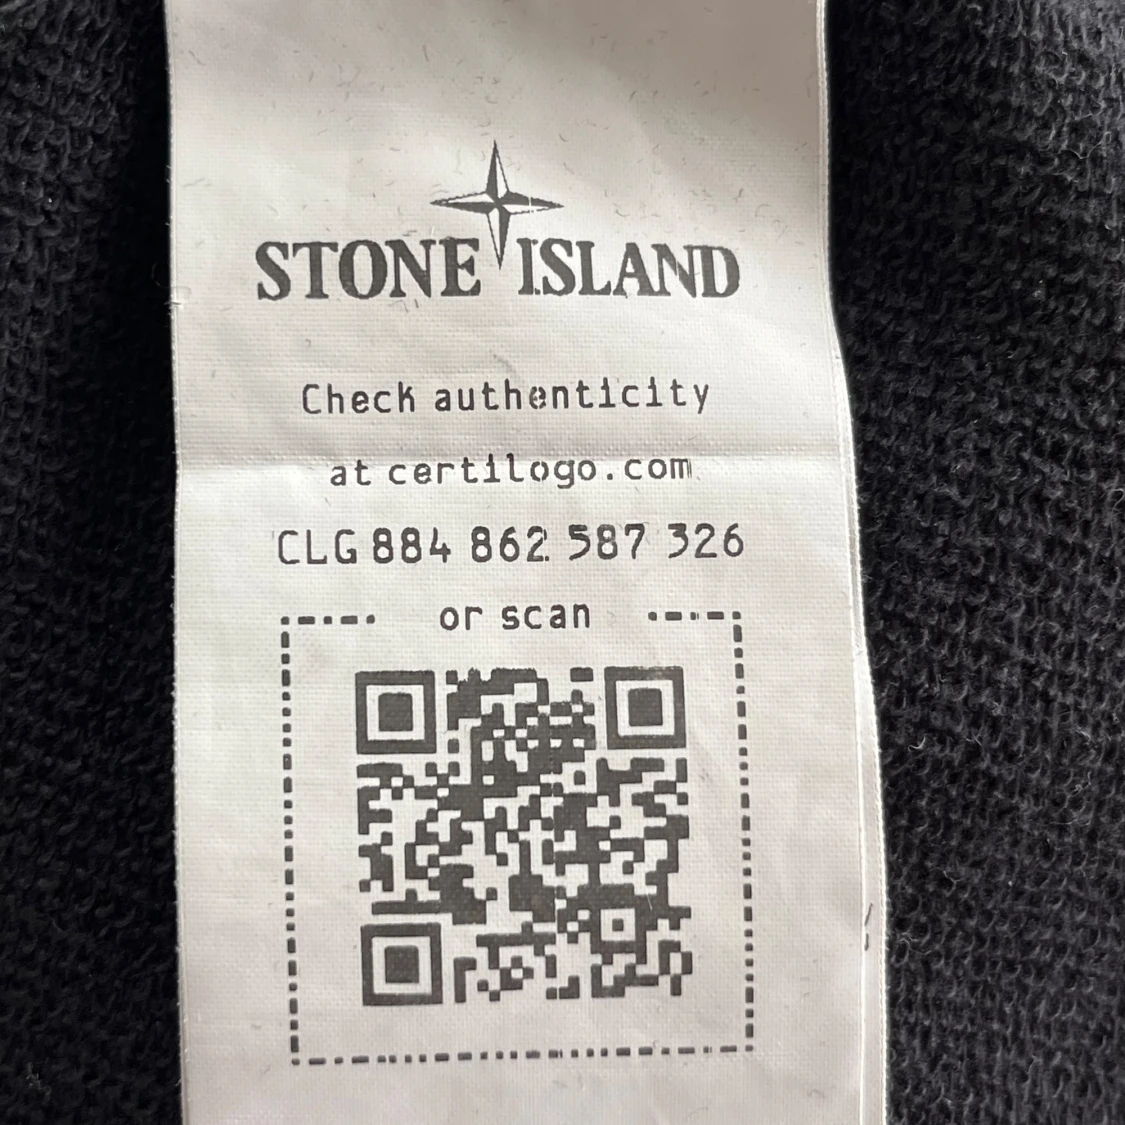 STONE ISLAND
Check authenticity
at certilogo.com
CLG 884 862 587 326
or scan